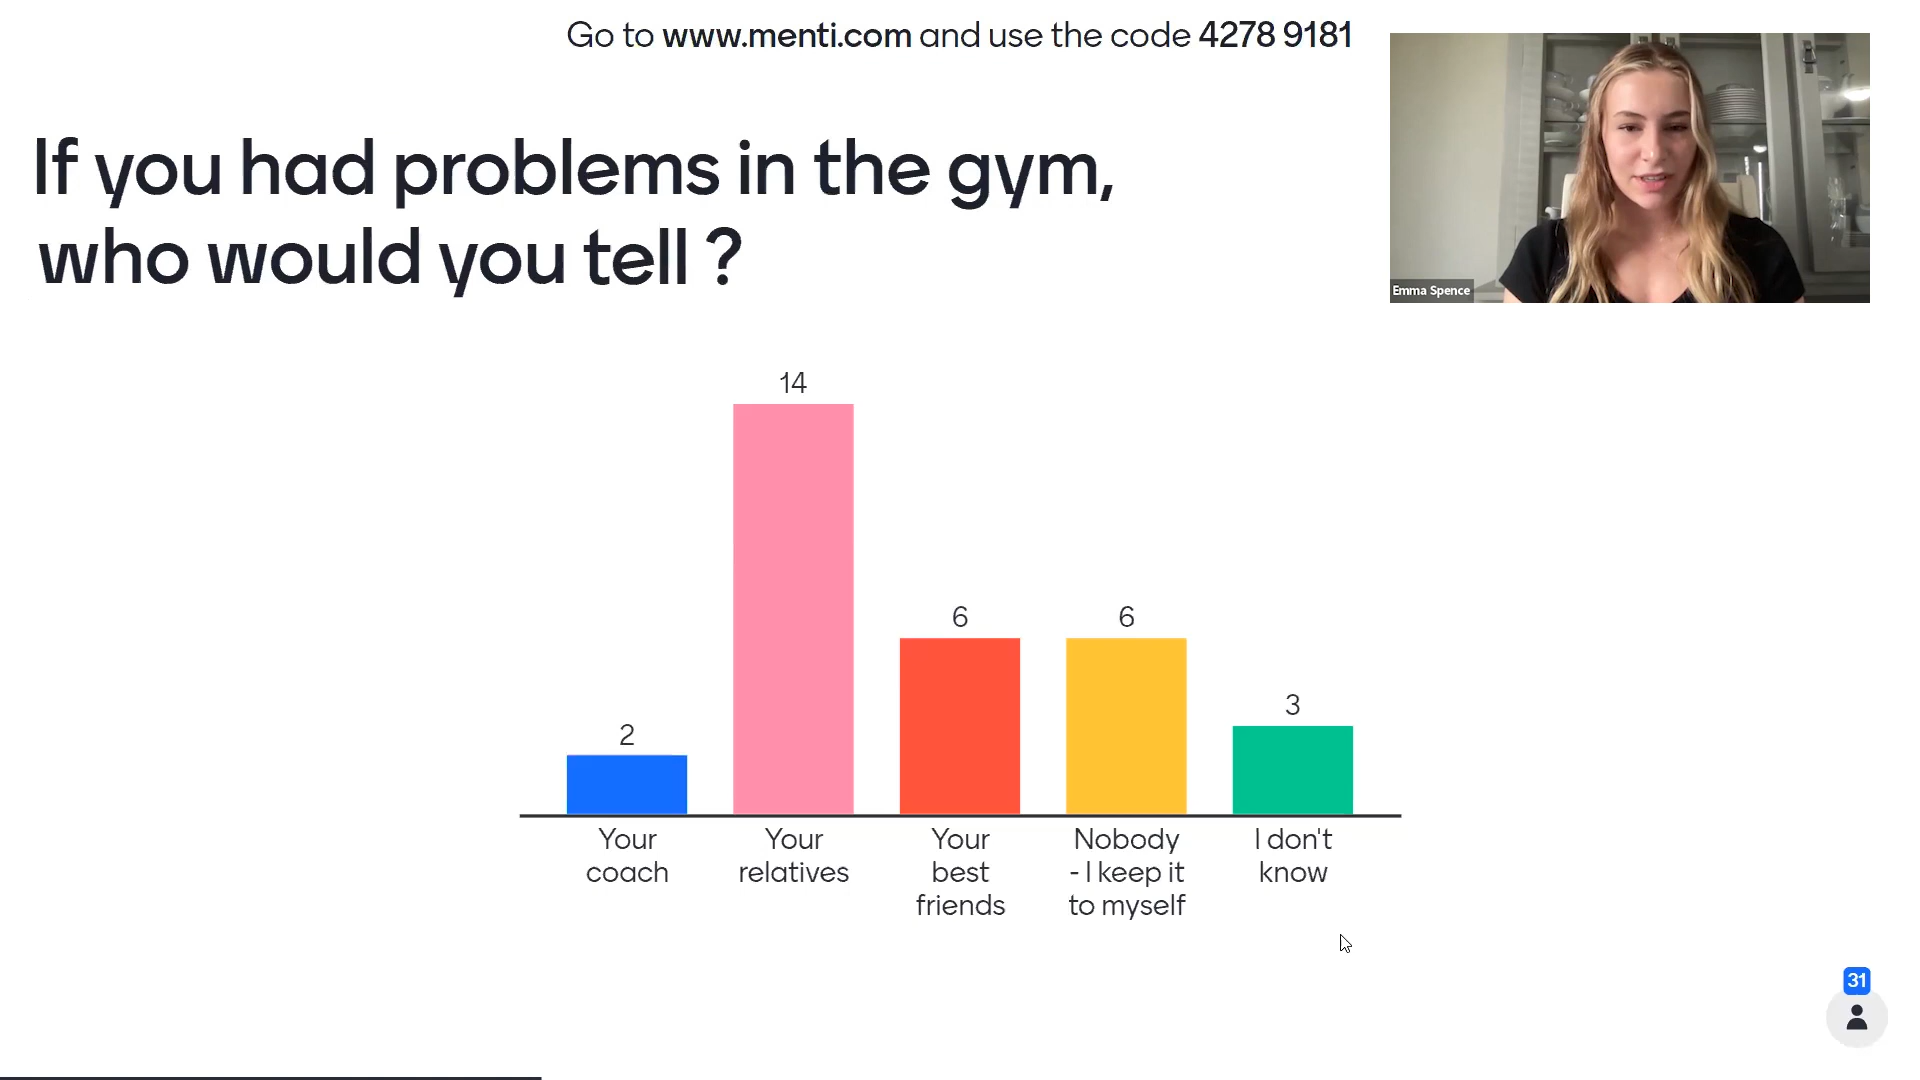 Go to www.menti.com and use the code 4278 9181
If you had problems in the gym,
who would you tell ?
Emma Spence
14
6
6
3
2
Your
coach
Your
relatives
Your
best
friends
Nobody
- I keep it
to myself
I don't
know
31